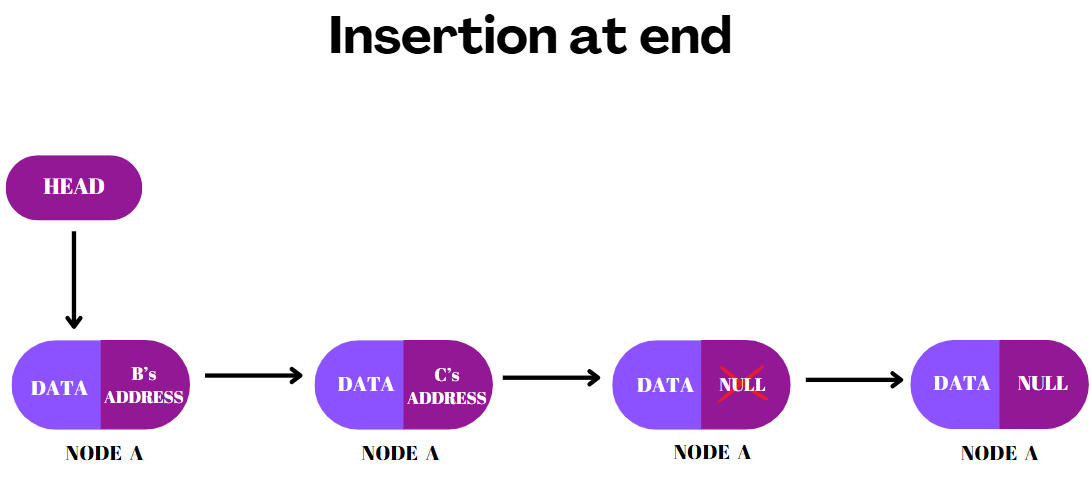 Insertion at end
HEAD
DATA
B's
ADDRESS
DATA
C's
ADDRESS
DATA
NULL
DATA
NULL
NODE A
NODE A
NODE A
NODE A